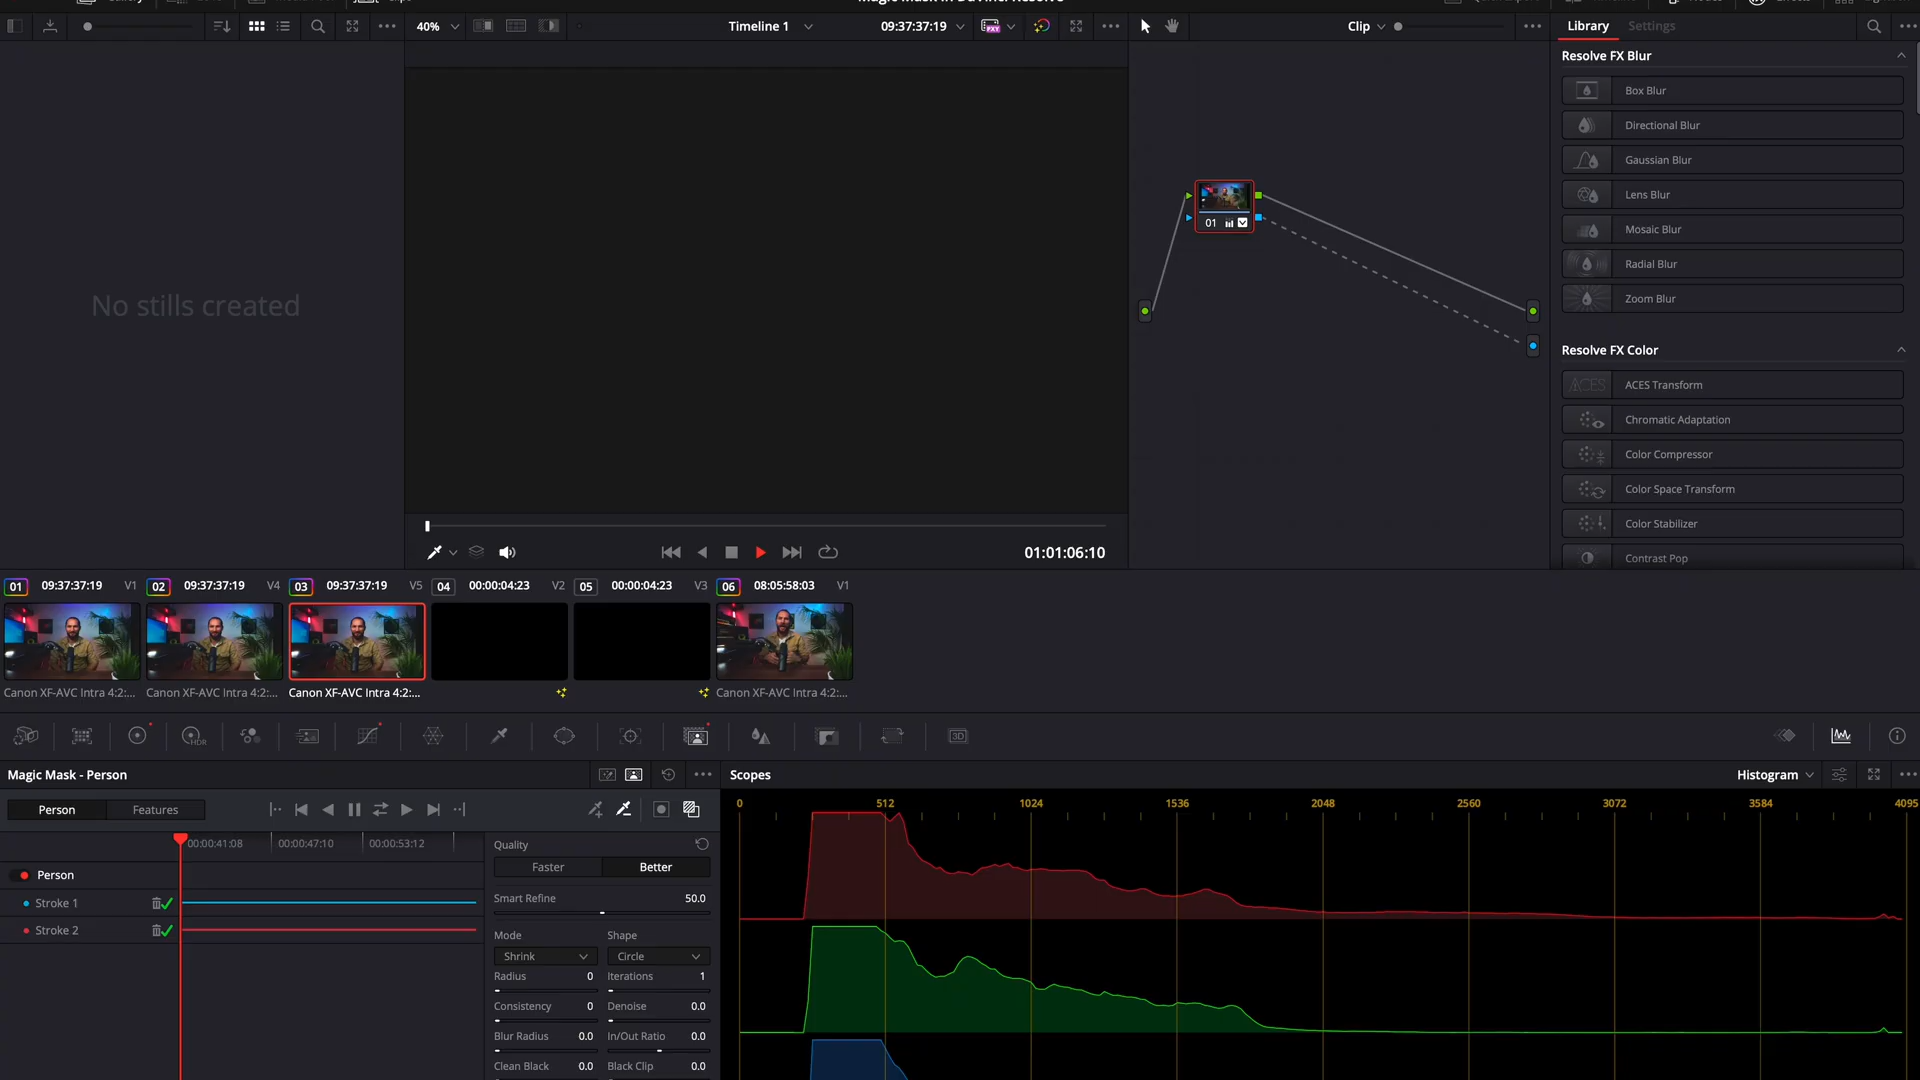 40%
Timeline 1
09:37:37:19
Clip
Library
Settings
Resolve FX Blur
Box Blur
Directional Blur
Gaussian Blur
Lens Blur
Mosaic Blur
Radial Blur
Zoom Blur
Resolve FX Color
ACES Transform
Chromatic Adaptation
Color Compressor
Color Space Transform
Color Stabilizer
Contrast Pop
No stills created
01
01:01:06:10
01 09:37:37:19 V1
02 09:37:37:19 V4
03 09:37:37:19 V5
04 00:00:04:23 V2
05 00:00:04:23 V3
06 08:05:58:03 V1
Canon XF-AVC Intra 4:2:...
Canon XF-AVC Intra 4:2:...
Canon XF-AVC Intra 4:2:...
Canon XF-AVC Intra 4:2:...
HDR
3D
Magic Mask - Person
Person
Features
00:00:41:08
00:00:47:10
00:00:53:12
Person
Stroke 1
Stroke 2
Quality
Faster
Better
Smart Refine 50.0
Mode
Shape
Shrink
Circle
Radius 0
Iterations 1
Consistency 0
Denoise 0.0
Blur Radius 0.0
In/Out Ratio 0.0
Clean Black 0.0
Black Clip 0.0
Scopes
Histogram
0 512 1024 1536 2048 2560 3072 3584 4095